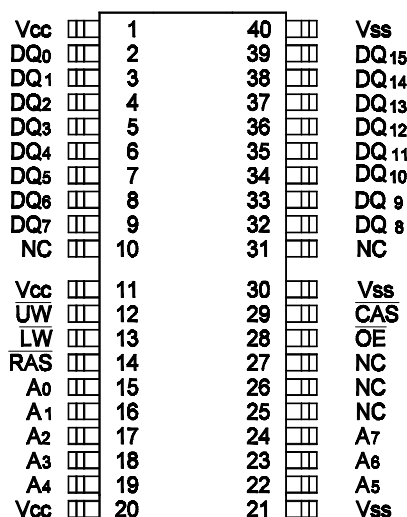 Vcc 1 40 Vss
DQ0 2 39 DQ15
DQ1 3 38 DQ14
DQ2 4 37 DQ13
DQ3 5 36 DQ12
DQ4 6 35 DQ11
DQ5 7 34 DQ10
DQ6 8 33 DQ9
DQ7 9 32 DQ8
NC 10 31 NC
Vcc 11 30 Vss
UW 12 29 CAS
LW 13 28 OE
RAS 14 27 NC
A0 15 26 NC
A1 16 25 NC
A2 17 24 A7
A3 18 23 A6
A4 19 22 A5
Vcc 20 21 Vss